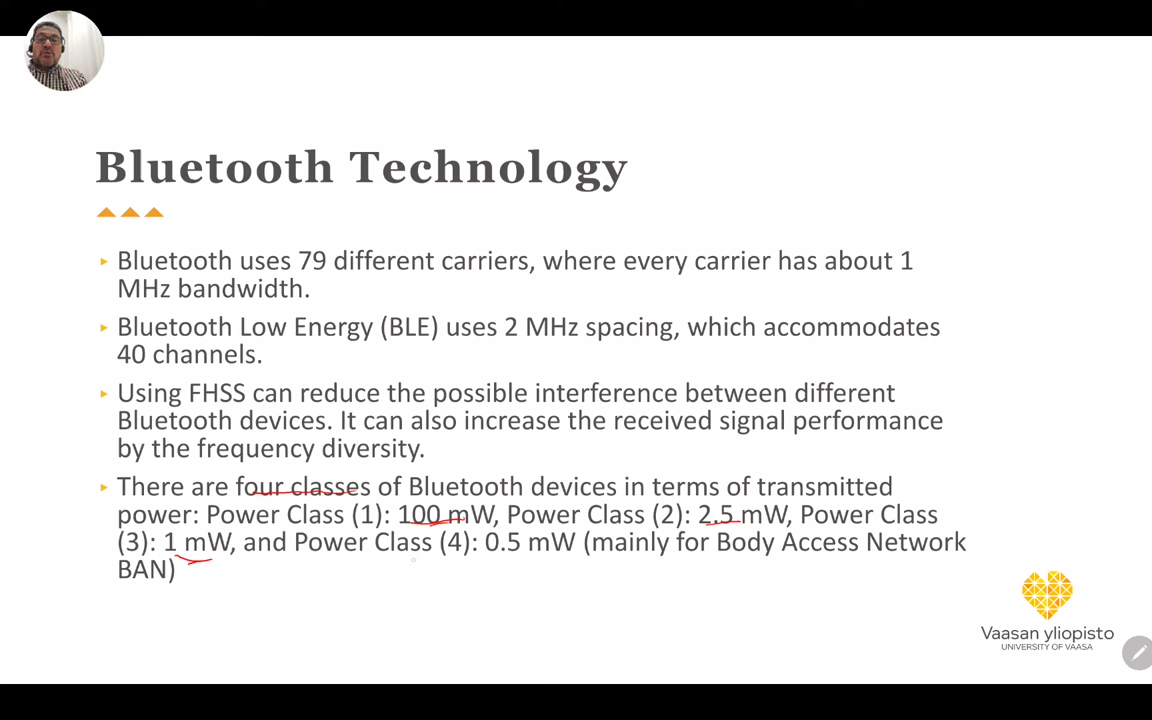 Bluetooth Technology
Bluetooth uses 79 different carriers, where every carrier has about 1
MHz bandwidth.
Bluetooth Low Energy (BLE) uses 2 MHz spacing, which accommodates
40 channels.
Using FHSS can reduce the possible interference between different
Bluetooth devices. It can also increase the received signal performance
by the frequency diversity.
There are four classes of Bluetooth devices in terms of transmitted
power: Power Class (1): 100 mW, Power Class (2): 2.5 mW, Power Class
(3): 1 mW, and Power Class (4): 0.5 mW (mainly for Body Access Network
BAN)
Vaasan yliopisto
UNIVERSITY OF VAASA